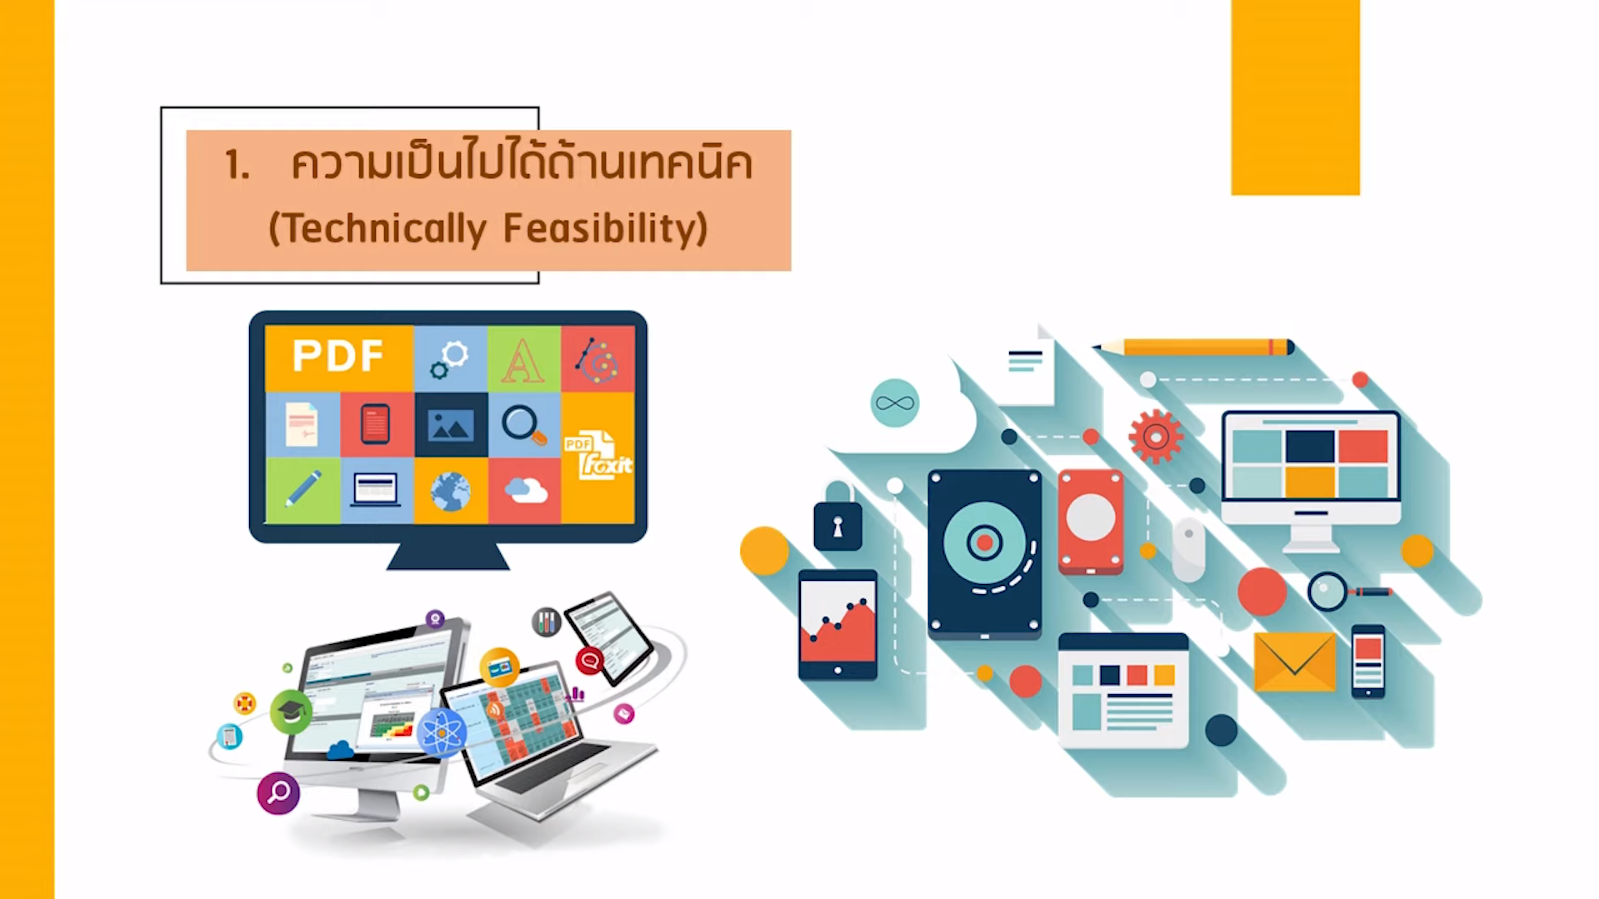 1. ความเป็นไปได้ด้านเทคนิค
(Technically Feasibility)
PDF
A
PDF
foxit